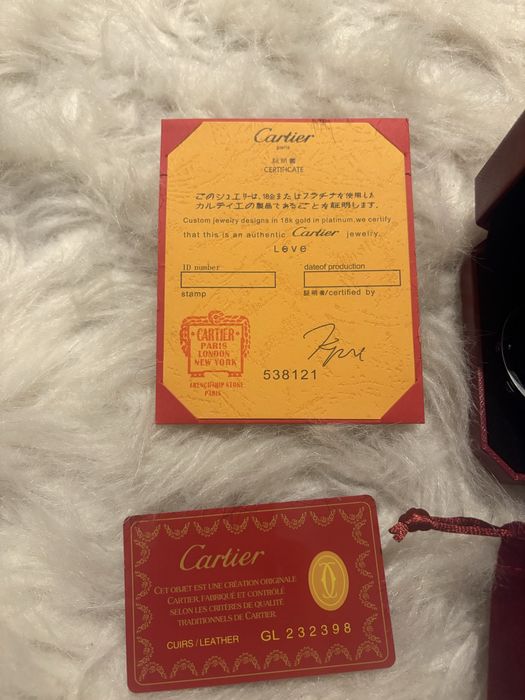 Cartier
paris
証明書
CERTIFICATE
このジュエリーは、18金またはプラチナを使用した
カルティエの製品であることを証明します.
Custom jewelry designs in 18k gold in platinum,we certify
that this is an authentic Cartier jewelry.
Leve
ID number
dateof production
stamp
証明者/certified by
CARTIER
PARIS
LONDON
NEW YORK
STONE
PARIS
538121
Cartier
CET OBJET EST UNE CRÉATION ORIGINALE
CARTIER, FABRIQUÉ ET CONTRÔLÉ
SELON LES CRITÈRES DE QUALITÉ
TRADITIONNELS DE CARTIER.
CUIRS/LEATHER GL 232398